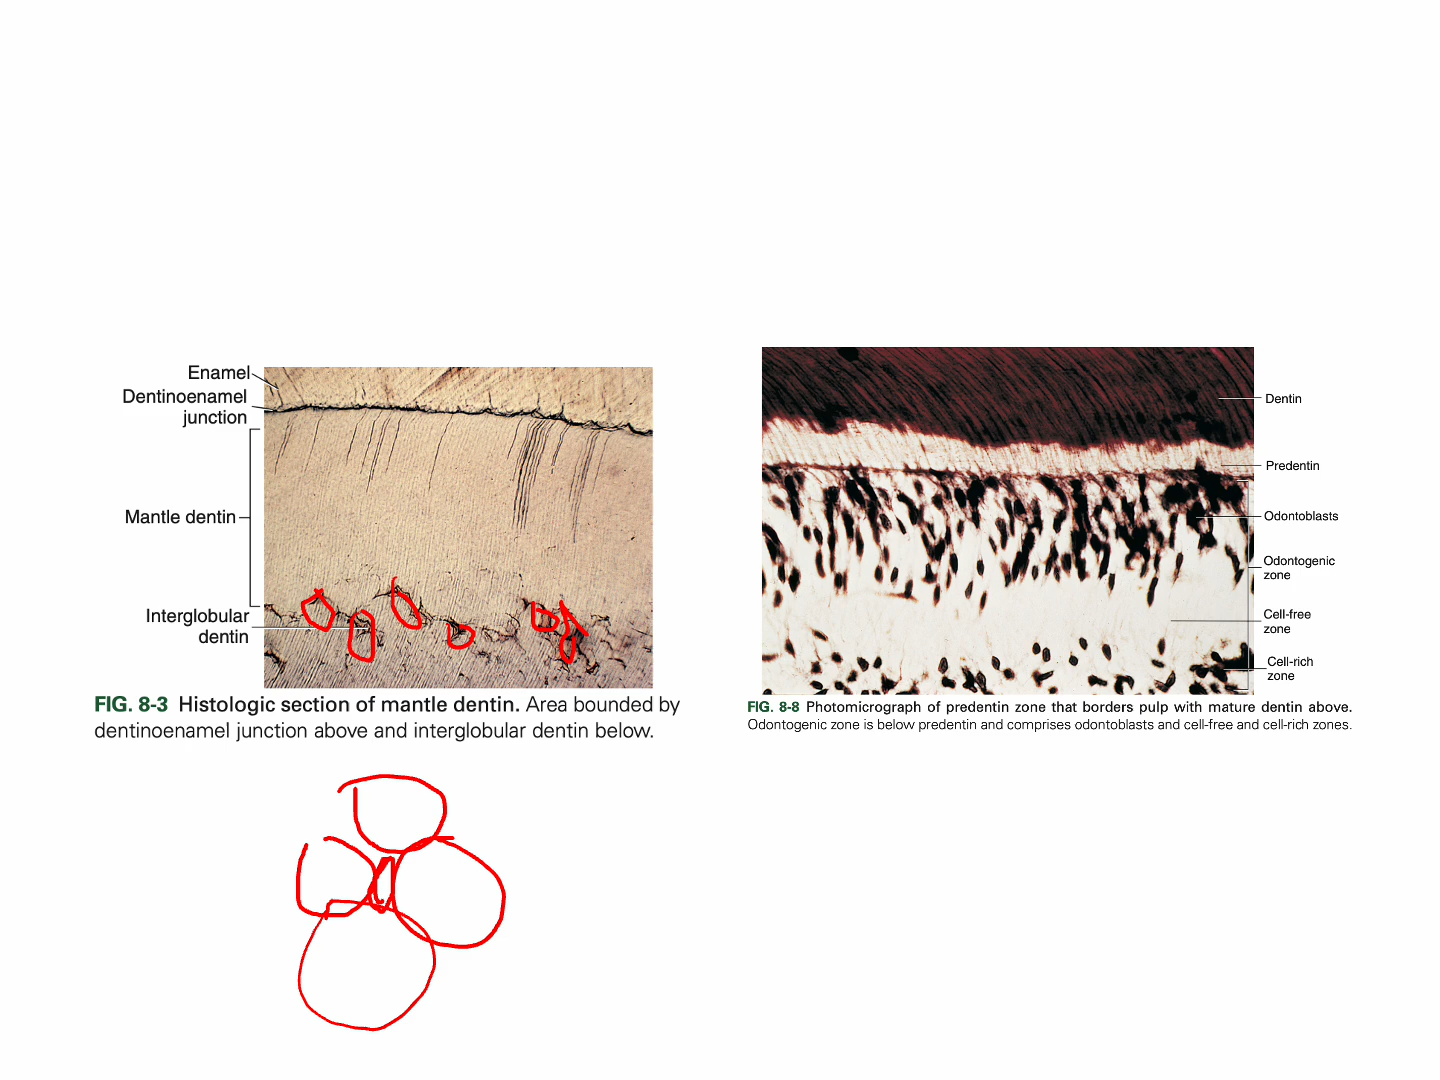 Enamel
Dentinoenamel
junction
Mantle dentin
Interglobular
dentin
FIG. 8-3 Histologic section of mantle dentin. Area bounded by
dentinoenamel junction above and interglobular dentin below.
Dentin
Predentin
Odontoblasts
Odontogenic
zone
Cell-free
zone
Cell-rich
zone
FIG. 8-8 Photomicrograph of predentin zone that borders pulp with mature dentin above.
Odontogenic zone is below predentin and comprises odontoblasts and cell-free and cell-rich zones.